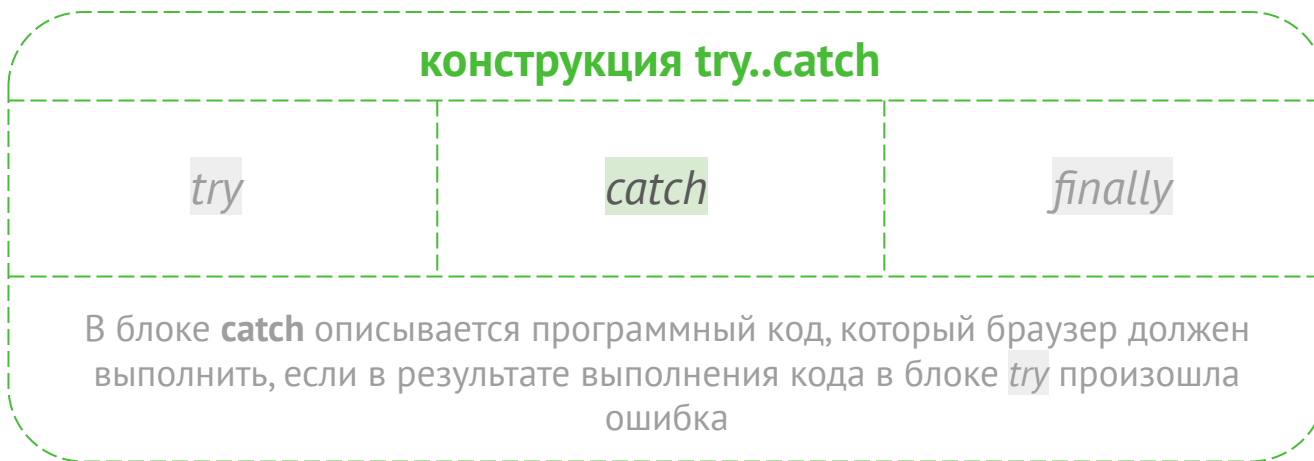 конструкция try..catch
try
catch
finally
В блоке catch описывается программный код, который браузер должен
выполнить, если в результате выполнения кода в блоке try произошла
ошибка